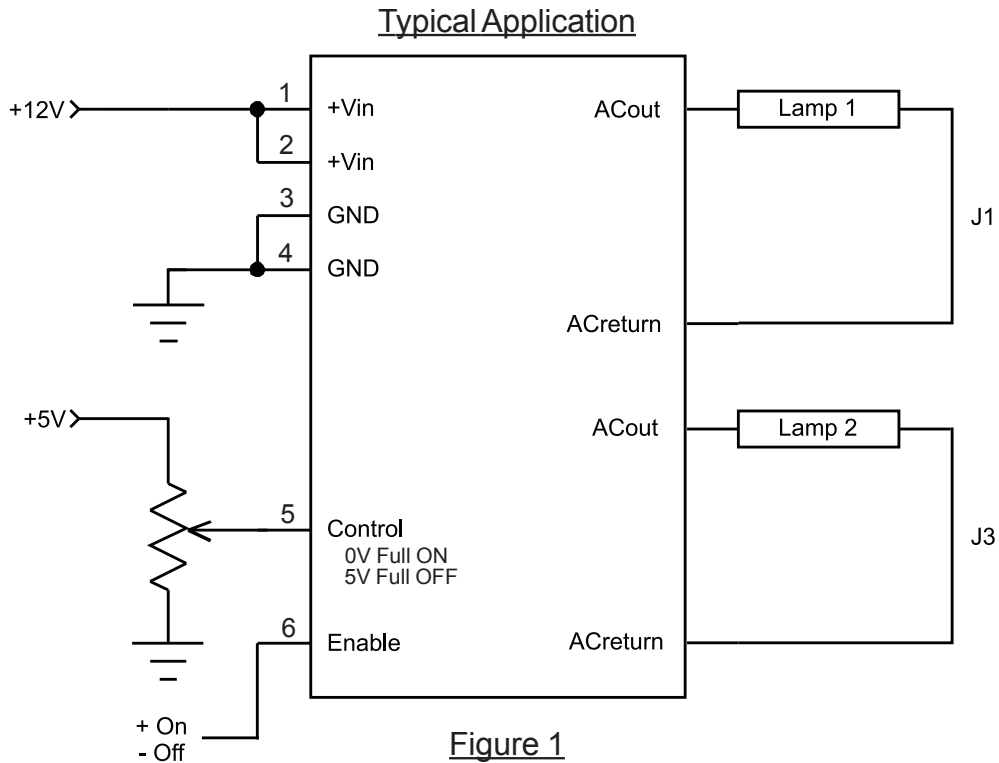 Typical Application
+12V
1
+Vin
2
+Vin
3
GND
4
GND
+5V
5
Control
0V Full ON
5V Full OFF
6
Enable
+ On
- Off
ACout
Lamp 1
J1
ACreturn
ACout
Lamp 2
J3
ACreturn
Figure 1